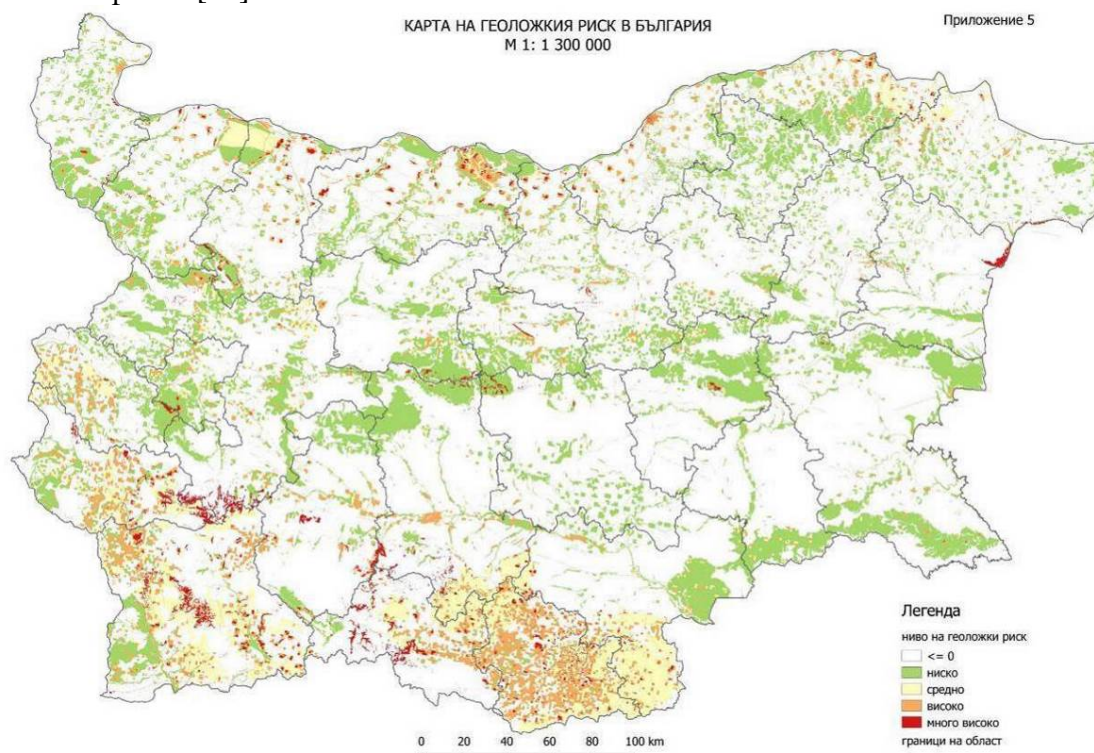 КАРТА НА ГЕОЛОЖКИЯ РИСК В БЪЛГАРИЯ
М 1: 1 300 000
Приложение 5
Легенда
ниво на геоложки риск
<= 0
ниско
средно
високо
много високо
граници на област
0 20 40 60 80 100 km